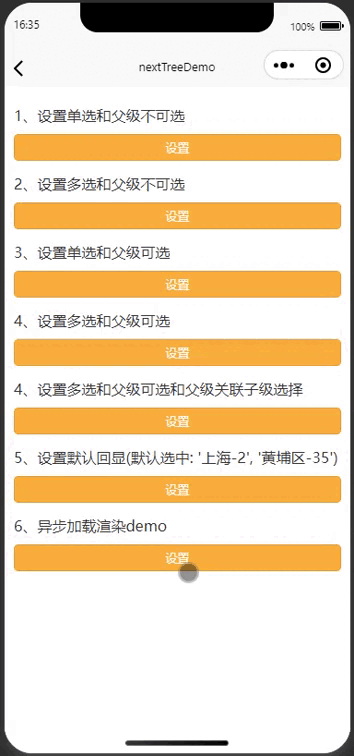 16:35
100%
nextTreeDemo
1、设置单选和父级不可选
设置
2、设置多选和父级不可选
设置
3、设置单选和父级可选
设置
4、设置多选和父级可选
设置
4、设置多选和父级可选和父级关联子级选择
设置
5、设置默认回显(默认选中: '上海-2', '黄埔区-35')
设置
6、异步加载渲染demo
设置